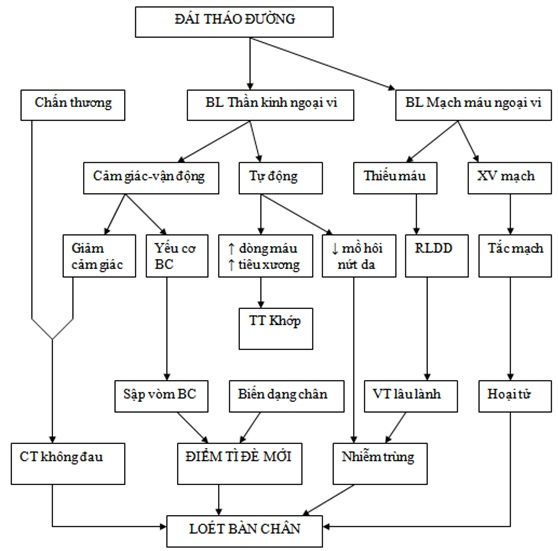 ĐÁI THÁO ĐƯỜNG
Chấn thương
BL Thần kinh ngoại vi
BL Mạch máu ngoại vi
Cảm giác-vận động
Tự động
Thiếu máu
XV mạch
Giảm
cảm giác
Yếu cơ
BC
↑ dòng máu
↑ tiêu xương
↓ mồ hôi
nứt da
RLDD
Tắc mạch
TT Khớp
Sập vòm BC
Biến dạng chân
VT lâu lành
Hoại tử
CT không đau
ĐIỂM TÌ ĐÈ MỚI
Nhiễm trùng
LOÉT BÀN CHÂN